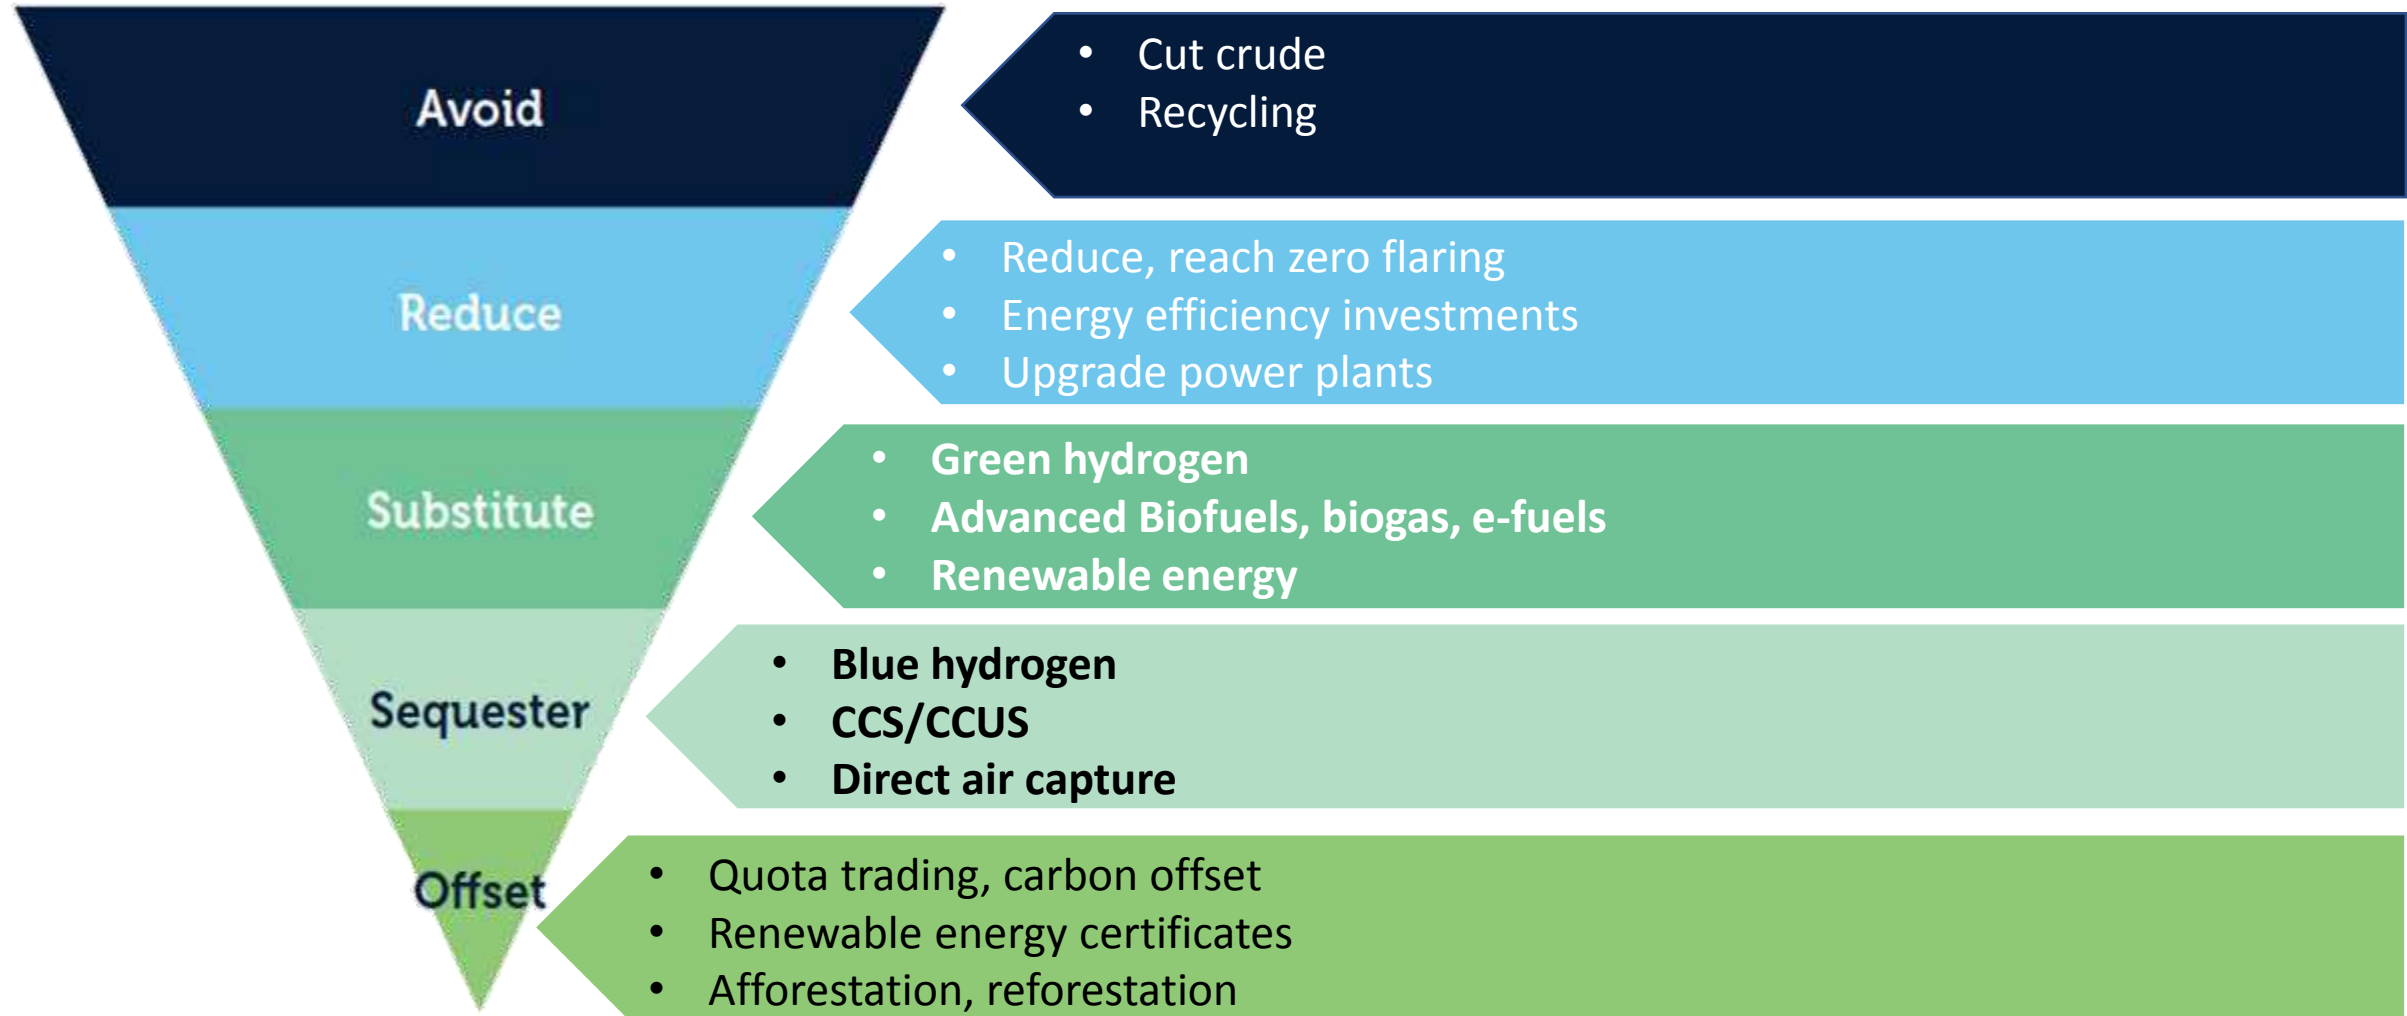 Avoid
• Cut crude
• Recycling
Reduce
• Reduce, reach zero flaring
• Energy efficiency investments
• Upgrade power plants
Substitute
• Green hydrogen
• Advanced Biofuels, biogas, e-fuels
• Renewable energy
Sequester
• Blue hydrogen
• CCS/CCUS
• Direct air capture
Offset
• Quota trading, carbon offset
• Renewable energy certificates
• Afforestation, reforestation